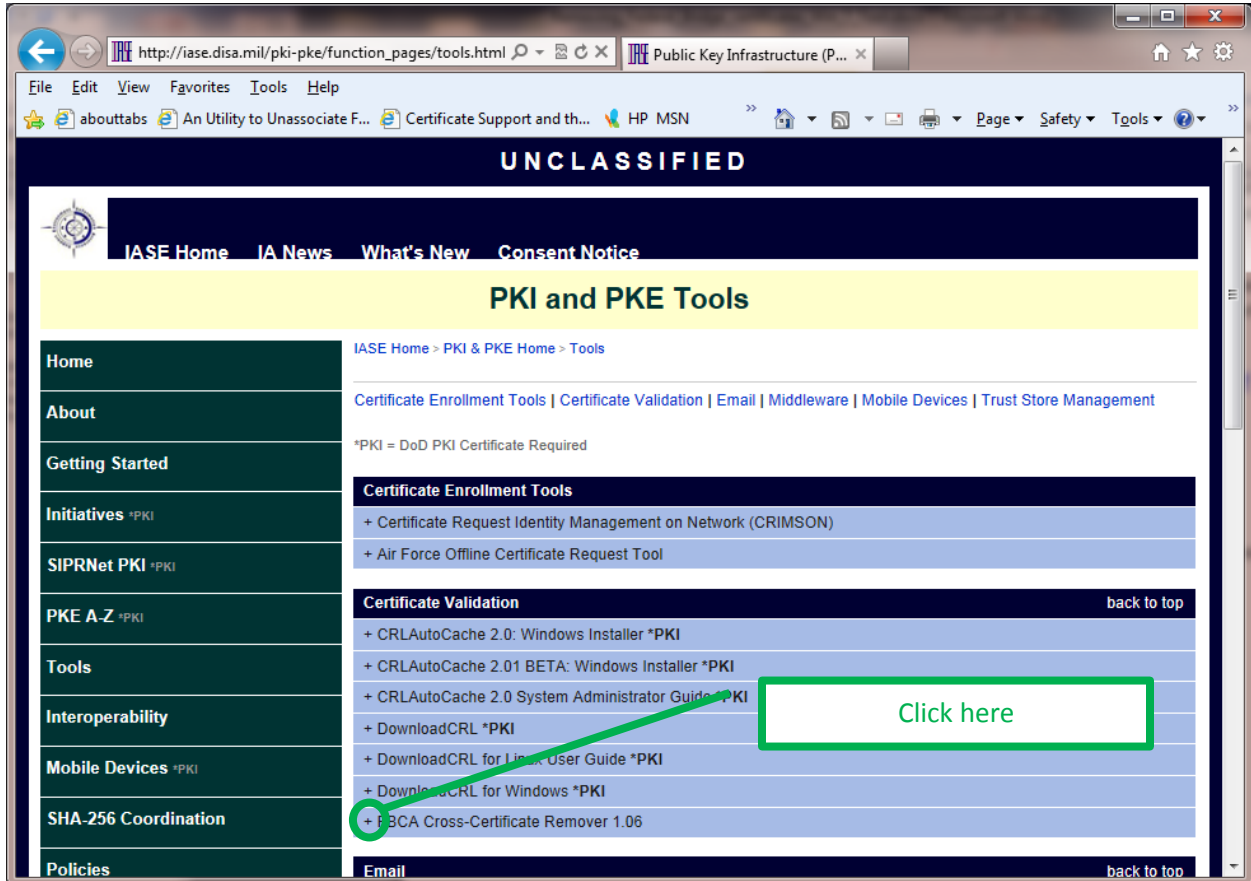 http://iase.disa.mil/pki-pke/function_pages/tools.html
Public Key Infrastructure (P...
File Edit View Favorites Tools Help
abouttabs An Utility to Unassociate F... Certificate Support and th... HP MSN Page Safety Tools
UNCLASSIFIED
IASE Home IA News What's New Consent Notice
PKI and PKE Tools
Home
About
Getting Started
Initiatives *PKI
SIPRNet PKI *PKI
PKE A-Z *PKI
Tools
Interoperability
Mobile Devices *PKI
SHA-256 Coordination
Policies
IASE Home > PKI & PKE Home > Tools
Certificate Enrollment Tools | Certificate Validation | Email | Middleware | Mobile Devices | Trust Store Management
*PKI = DoD PKI Certificate Required
Certificate Enrollment Tools
+ Certificate Request Identity Management on Network (CRIMSON)
+ Air Force Offline Certificate Request Tool
Certificate Validation back to top
+ CRLAutoCache 2.0: Windows Installer *PKI
+ CRLAutoCache 2.01 BETA: Windows Installer *PKI
+ CRLAutoCache 2.0 System Administrator Guide *PKI
+ DownloadCRL *PKI
+ DownloadCRL for Linux User Guide *PKI
+ DownloadCRL for Windows *PKI
+ FBCA Cross-Certificate Remover 1.06
Click here
Email back to top